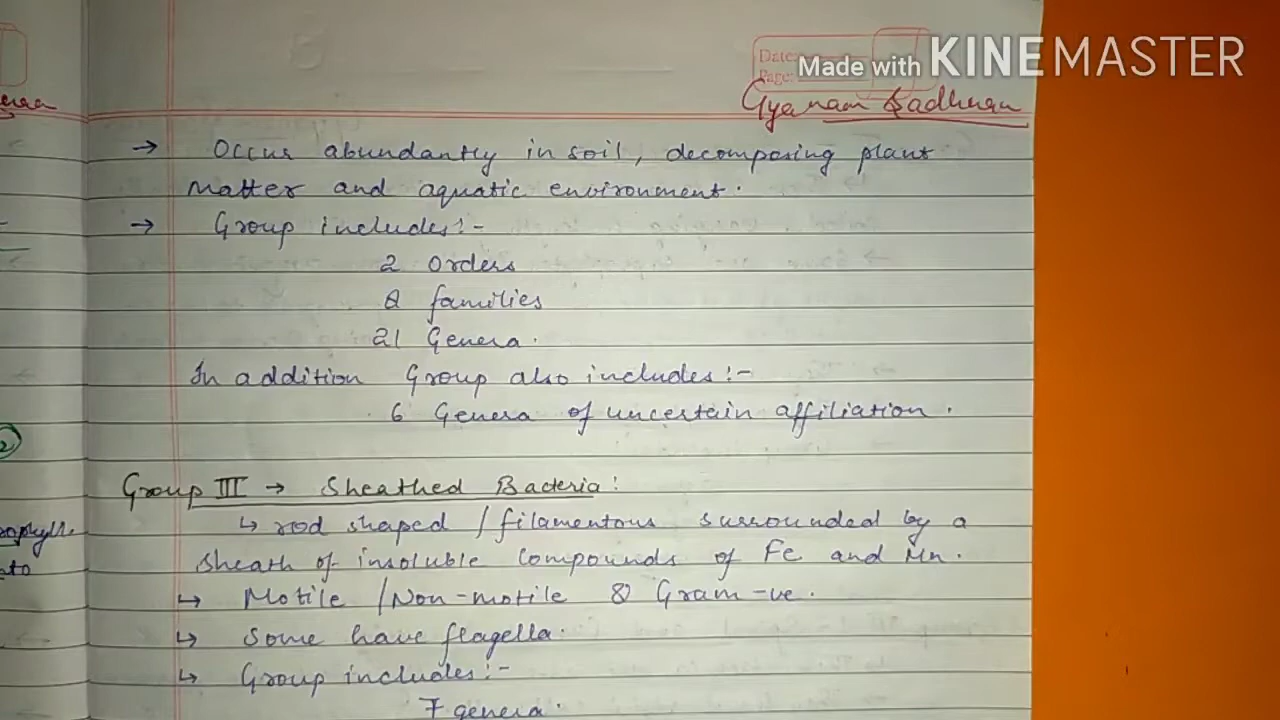 Date:
Page:
Made with KINEMASTER
Gyanam Sadhnam
→ Occur abundantly in soil, decomposing plant
matter and aquatic environment.
→ Group includes:-
2 Orders
8 families
21 Genera.
In addition Group also includes:-
6 Genera of uncertain affiliation.
Group III → Sheathed Bacteria:
↳ rod shaped / filamentous surrounded by a
sheath of insoluble compounds of Fe and Mn.
↳ Motile / Non-motile & Gram -ve.
↳ Some have flagella.
↳ Group includes:-
7 genera.